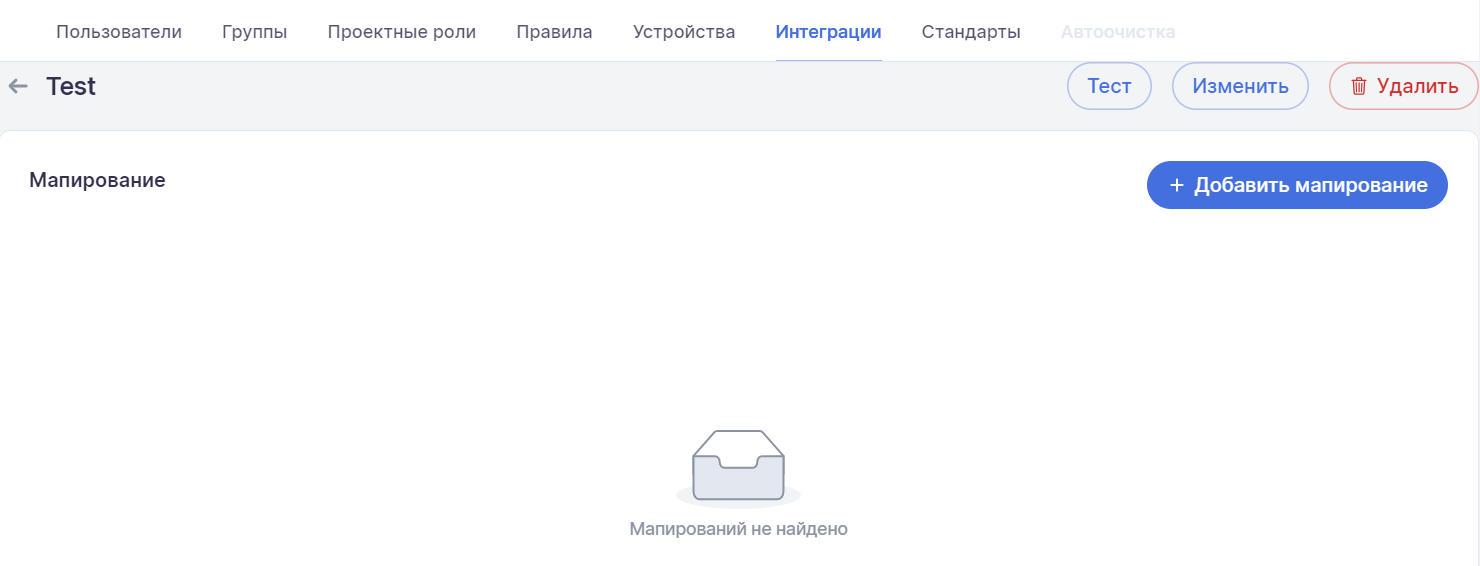 Пользователи Группы Проектные роли Правила Устройства Интеграции Стандарты Автоочистка
Test Тест Изменить Удалить
Мапирование + Добавить мапирование
Мапирований не найдено